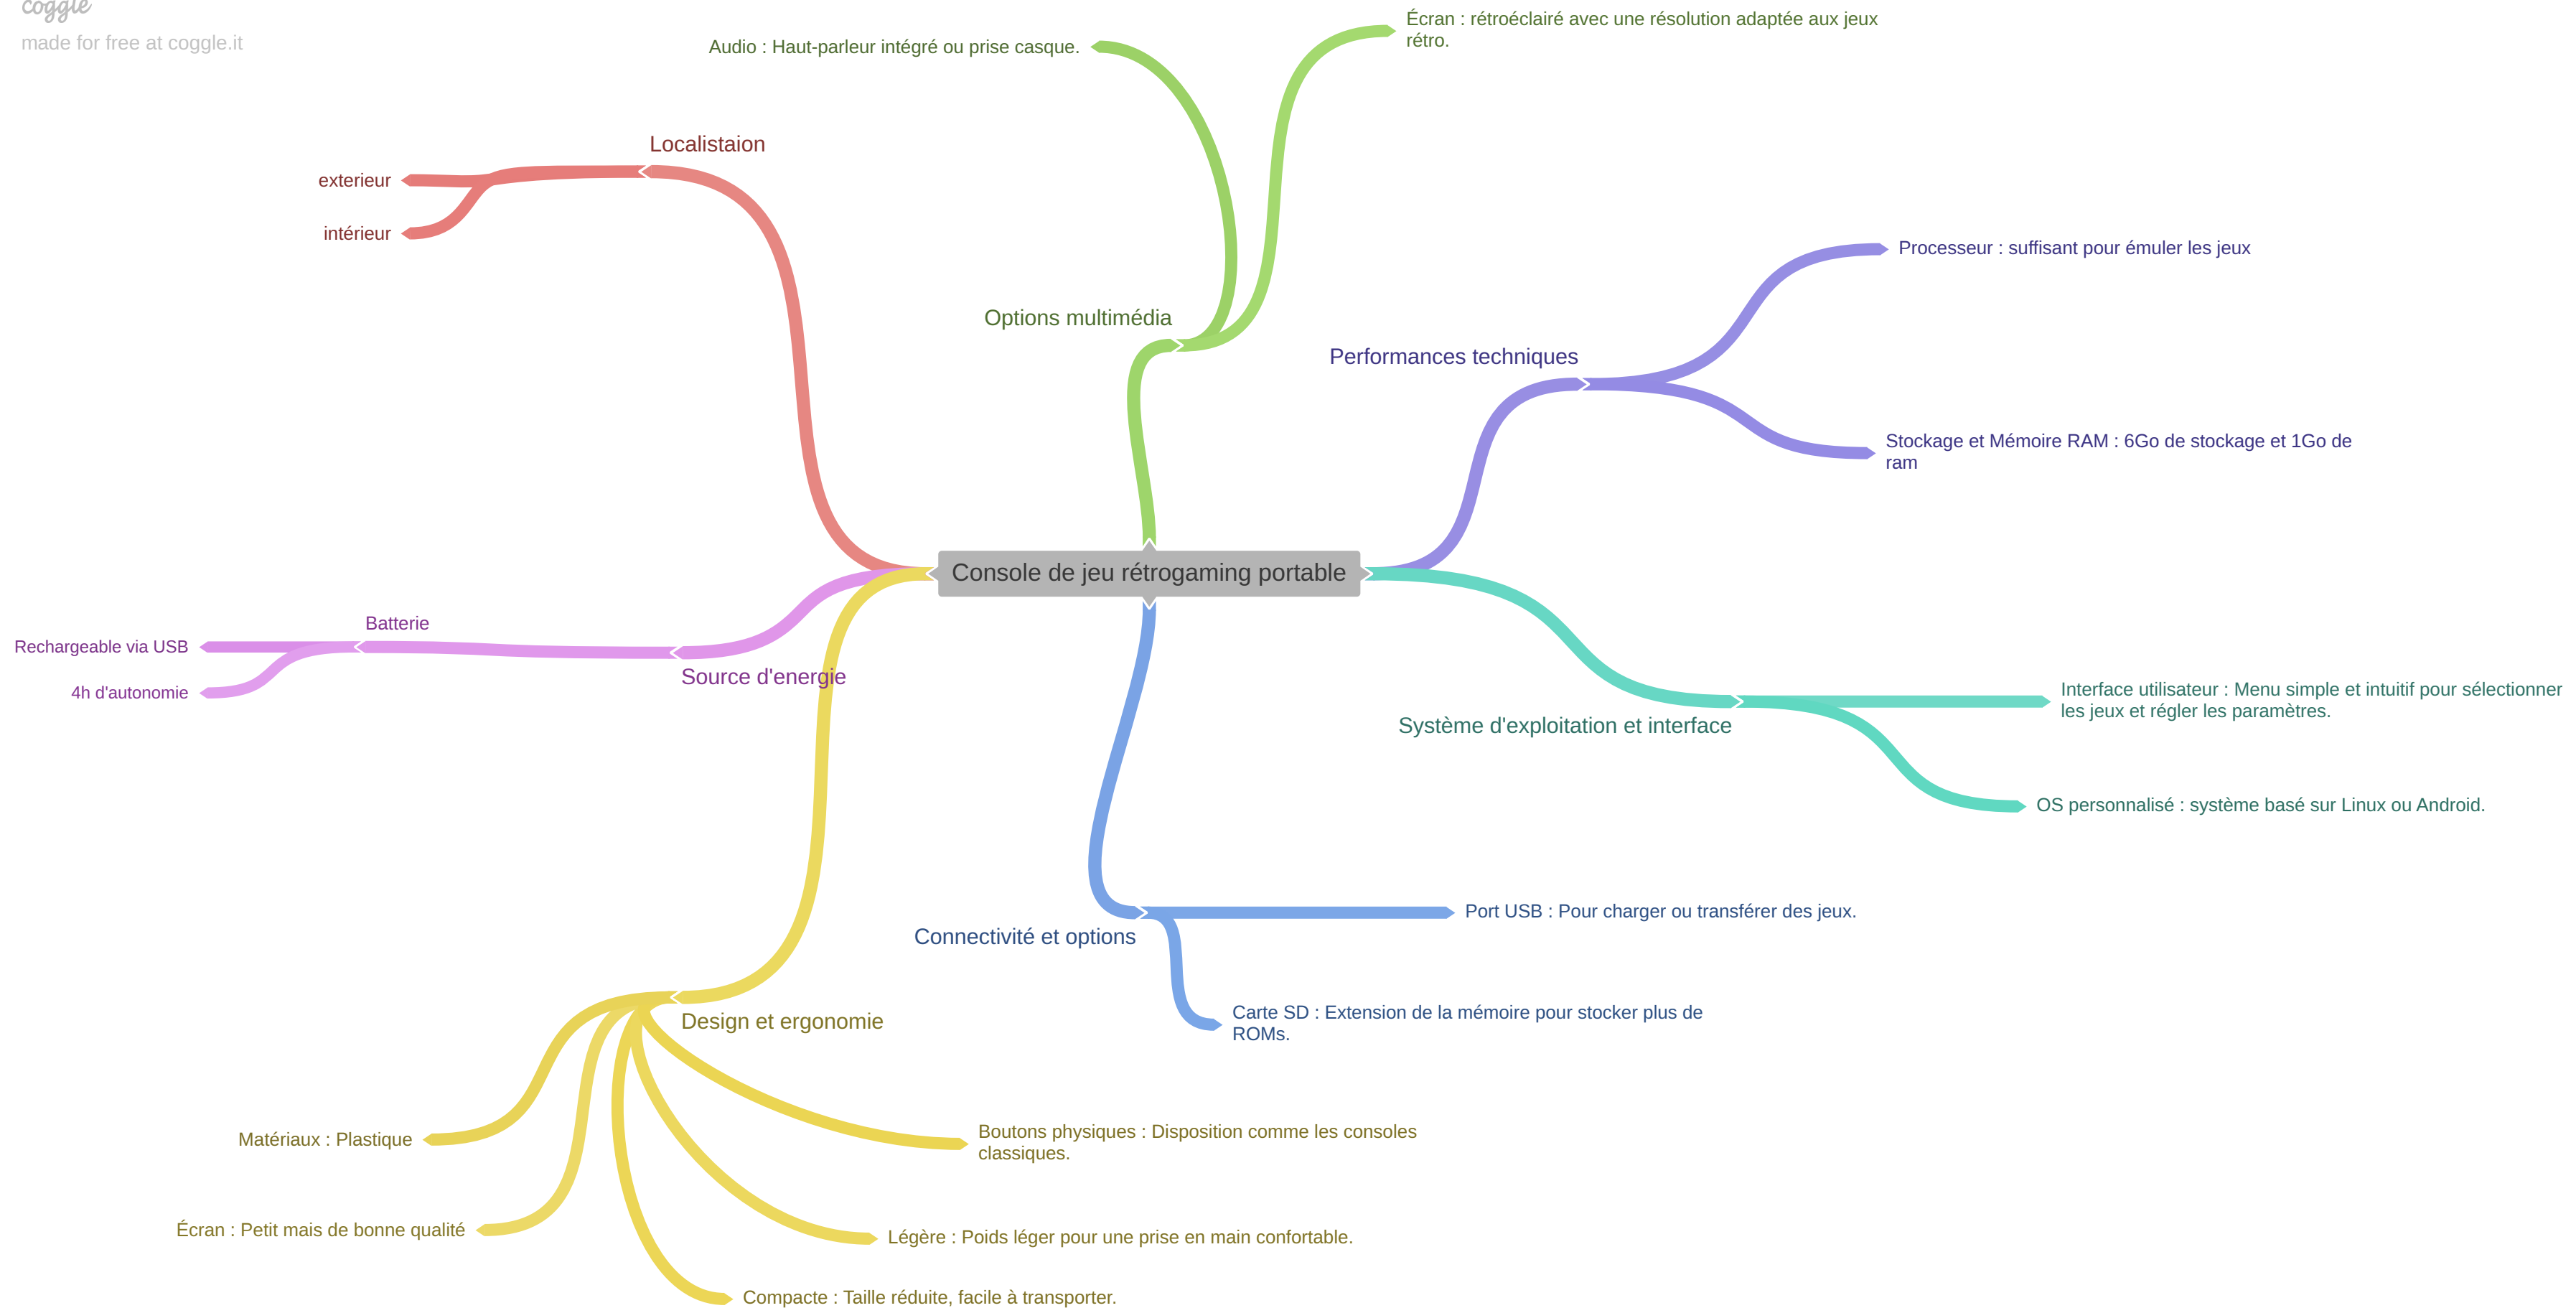 coggle
made for free at coggle.it
Écran : rétroéclairé avec une résolution adaptée aux jeux
rétro.
Audio : Haut-parleur intégré ou prise casque.
Localistaion
exterieur
intérieur
Options multimédia
Processeur : suffisant pour émuler les jeux
Performances techniques
Stockage et Mémoire RAM : 6Go de stockage et 1Go de
ram
Console de jeu rétrogaming portable
Batterie
Rechargeable via USB
4h d'autonomie
Source d'energie
Interface utilisateur : Menu simple et intuitif pour sélectionner
les jeux et régler les paramètres.
Système d'exploitation et interface
OS personnalisé : système basé sur Linux ou Android.
Port USB : Pour charger ou transférer des jeux.
Connectivité et options
Carte SD : Extension de la mémoire pour stocker plus de
ROMs.
Design et ergonomie
Matériaux : Plastique
Boutons physiques : Disposition comme les consoles
classiques.
Écran : Petit mais de bonne qualité
Légère : Poids léger pour une prise en main confortable.
Compacte : Taille réduite, facile à transporter.